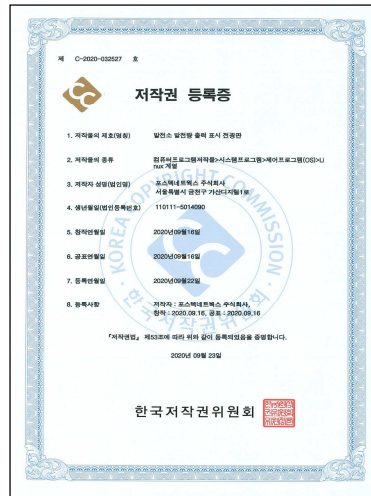 제 C-2020-032527 호
저작권 등록증
1. 저작물의 제호(명칭) 발전소 발전량 출력 표시 전광판
2. 저작물의 종류 컴퓨터프로그램저작물>시스템프로그램>제어프로그램(OS)>Li
nux 계열
3. 저작자 성명(법인명) 포스텍네트웍스 주식회사
서울특별시 금천구 가산디지털1로
4. 생년월일(법인등록번호) 110111-5014090
5. 창작연월일 2020년09월16일
6. 공표연월일 2020년09월16일
7. 등록연월일 2020년09월22일
8. 등록사항 저작자 : 포스텍네트웍스 주식회사,
창작 : 2020.09.16, 공표 : 2020.09.16
『저작권법』 제53조에 따라 위와 같이 등록되었음을 증명합니다.
2020년 09월 23일
한국저작권위원회
KOREA COPYRIGHT COMMISSION
한국저작권위원회